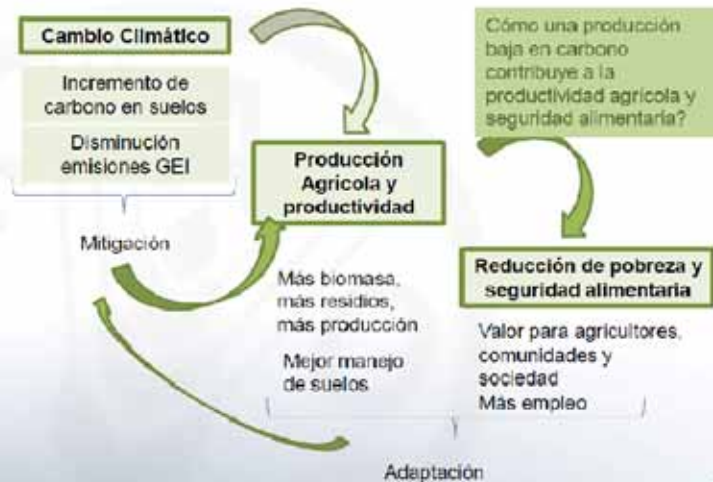 Cambio Climático
Incremento de
carbono en suelos
Disminución
emisiones GEI
Mitigación
Producción
Agrícola y
productividad
Más biomasa,
más residios,
más producción
Mejor manejo
de suelos
Cómo una producción
baja en carbono
contribuye a la
productividad agrícola y
seguridad alimentaria?
Reducción de pobreza y
seguridad alimentaria
Valor para agricultores,
comunidades y
sociedad
Más empleo
Adaptación